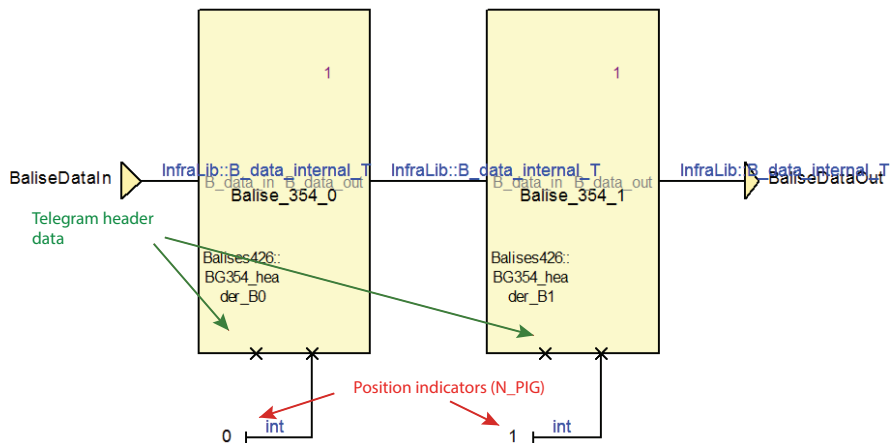 1
1
BaliseDataIn
InfraLib::B_data_internal_T
InfraLib::B_data_internal_T
InfraLib::B_data_internal_T
BaliseDataOut
B_data_in B_data_out
B_data_in B_data_out
Balise_354_0
Balise_354_1
Telegram header
data
Balises426::
BG354_hea
der_B0
Balises426::
BG354_hea
der_B1
Position indicators (N_PIG)
0
int
1
int